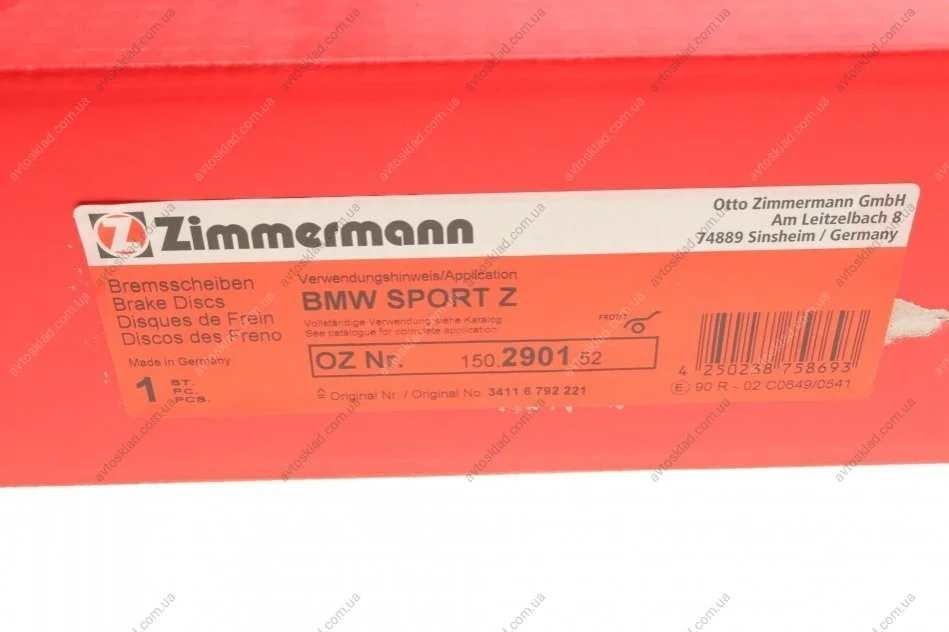 Zimmermann
Otto Zimmermann GmbH
Am Leitzelbach 8
74889 Sinsheim / Germany
Bremsscheiben
Brake Discs
Disques de Frein
Discos des Freno
Made in Germany
1 ST.
PC.
PCS.
Verwendungshinweis/Application
BMW SPORT Z
Vollständige Verwendung siehe Katalog
See catalogue for complete application
OZ Nr. 150.2901.52
Original Nr. / Original No. 3411 6 792 221
FRONT
4 250238 758693
E 90 R - 02 C0649/0541
avtosklad.com.ua